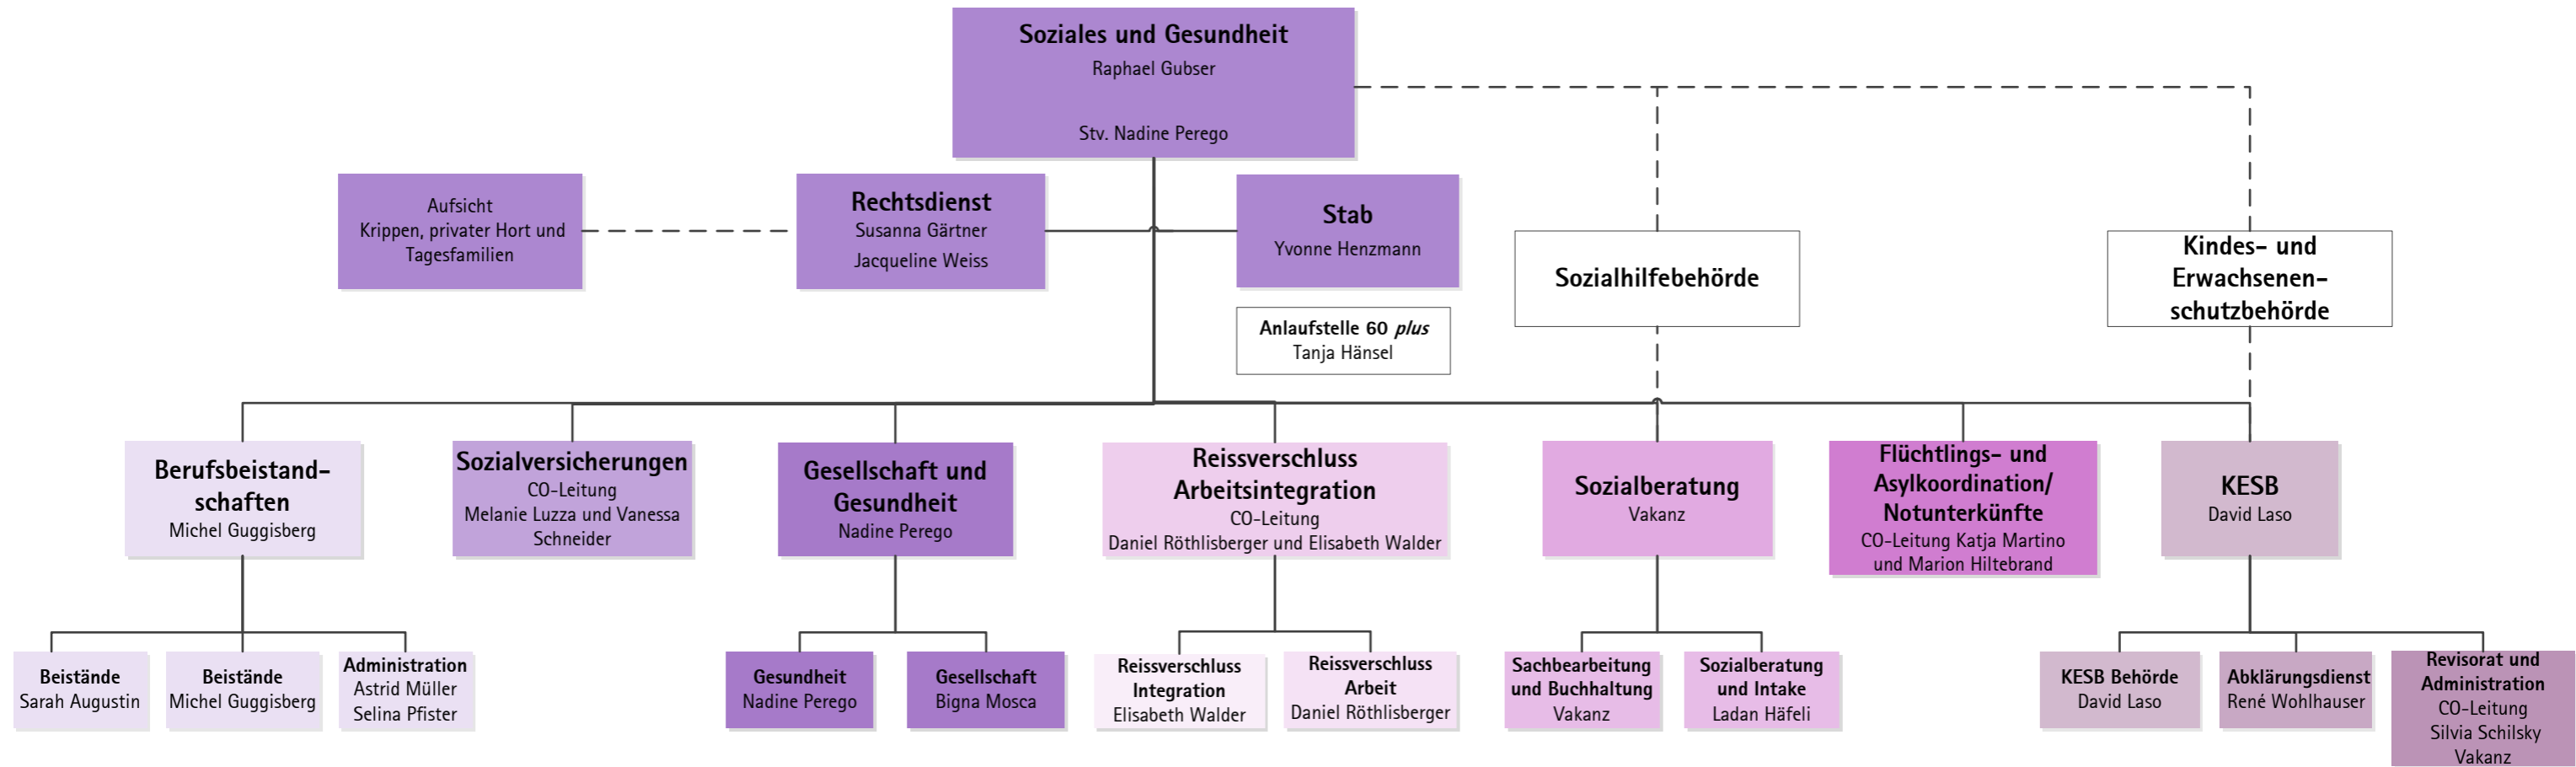 Soziales und Gesundheit
Raphael Gubser
Stv. Nadine Perego
Aufsicht
Krippen, privater Hort und
Tagesfamilien
Rechtsdienst
Susanna Gärtner
Jacqueline Weiss
Stab
Yvonne Henzmann
Anlaufstelle 60 plus
Tanja Hänsel
Sozialhilfebehörde
Kindes- und
Erwachsenen-
schutzbehörde
Berufsbeistand-
schaften
Michel Guggisberg
Sozialversicherungen
CO-Leitung
Melanie Luzza und Vanessa
Schneider
Gesellschaft und
Gesundheit
Nadine Perego
Reissverschluss
Arbeitsintegration
CO-Leitung
Daniel Röthlisberger und Elisabeth Walder
Sozialberatung
Vakanz
Flüchtlings- und
Asylkoordination/
Notunterkünfte
CO-Leitung Katja Martino
und Marion Hiltebrand
KESB
David Laso
Beistände
Sarah Augustin
Beistände
Michel Guggisberg
Administration
Astrid Müller
Selina Pfister
Gesundheit
Nadine Perego
Gesellschaft
Bigna Mosca
Reissverschluss
Integration
Elisabeth Walder
Reissverschluss
Arbeit
Daniel Röthlisberger
Sachbearbeitung
und Buchhaltung
Vakanz
Sozialberatung
und Intake
Ladan Häfeli
KESB Behörde
David Laso
Abklärungsdienst
René Wohlhauser
Revisorat und
Administration
CO-Leitung
Silvia Schilsky
Vakanz